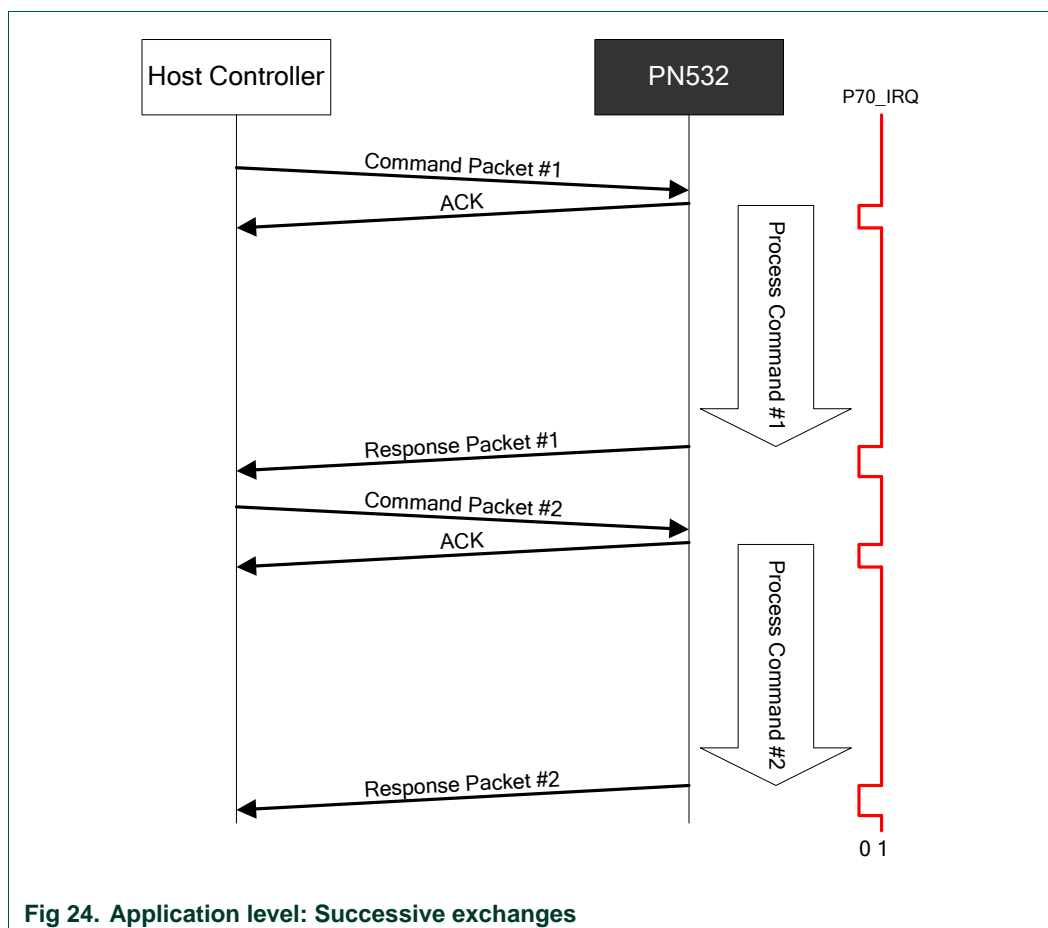 Host Controller
PN532
P70_IRQ
Command Packet #1
ACK
Process Command #1
Response Packet #1
Command Packet #2
ACK
Process Command #2
Response Packet #2
0 1
Fig 24. Application level: Successive exchanges